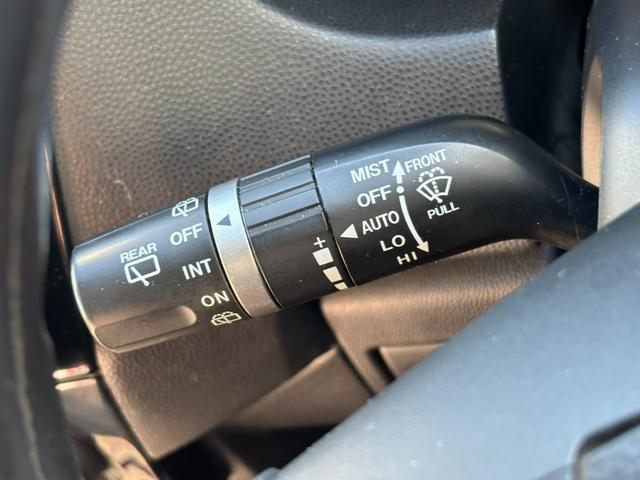 MIST
FRONT
OFF
AUTO
PULL
LO
HI
REAR
OFF
INT
ON
+